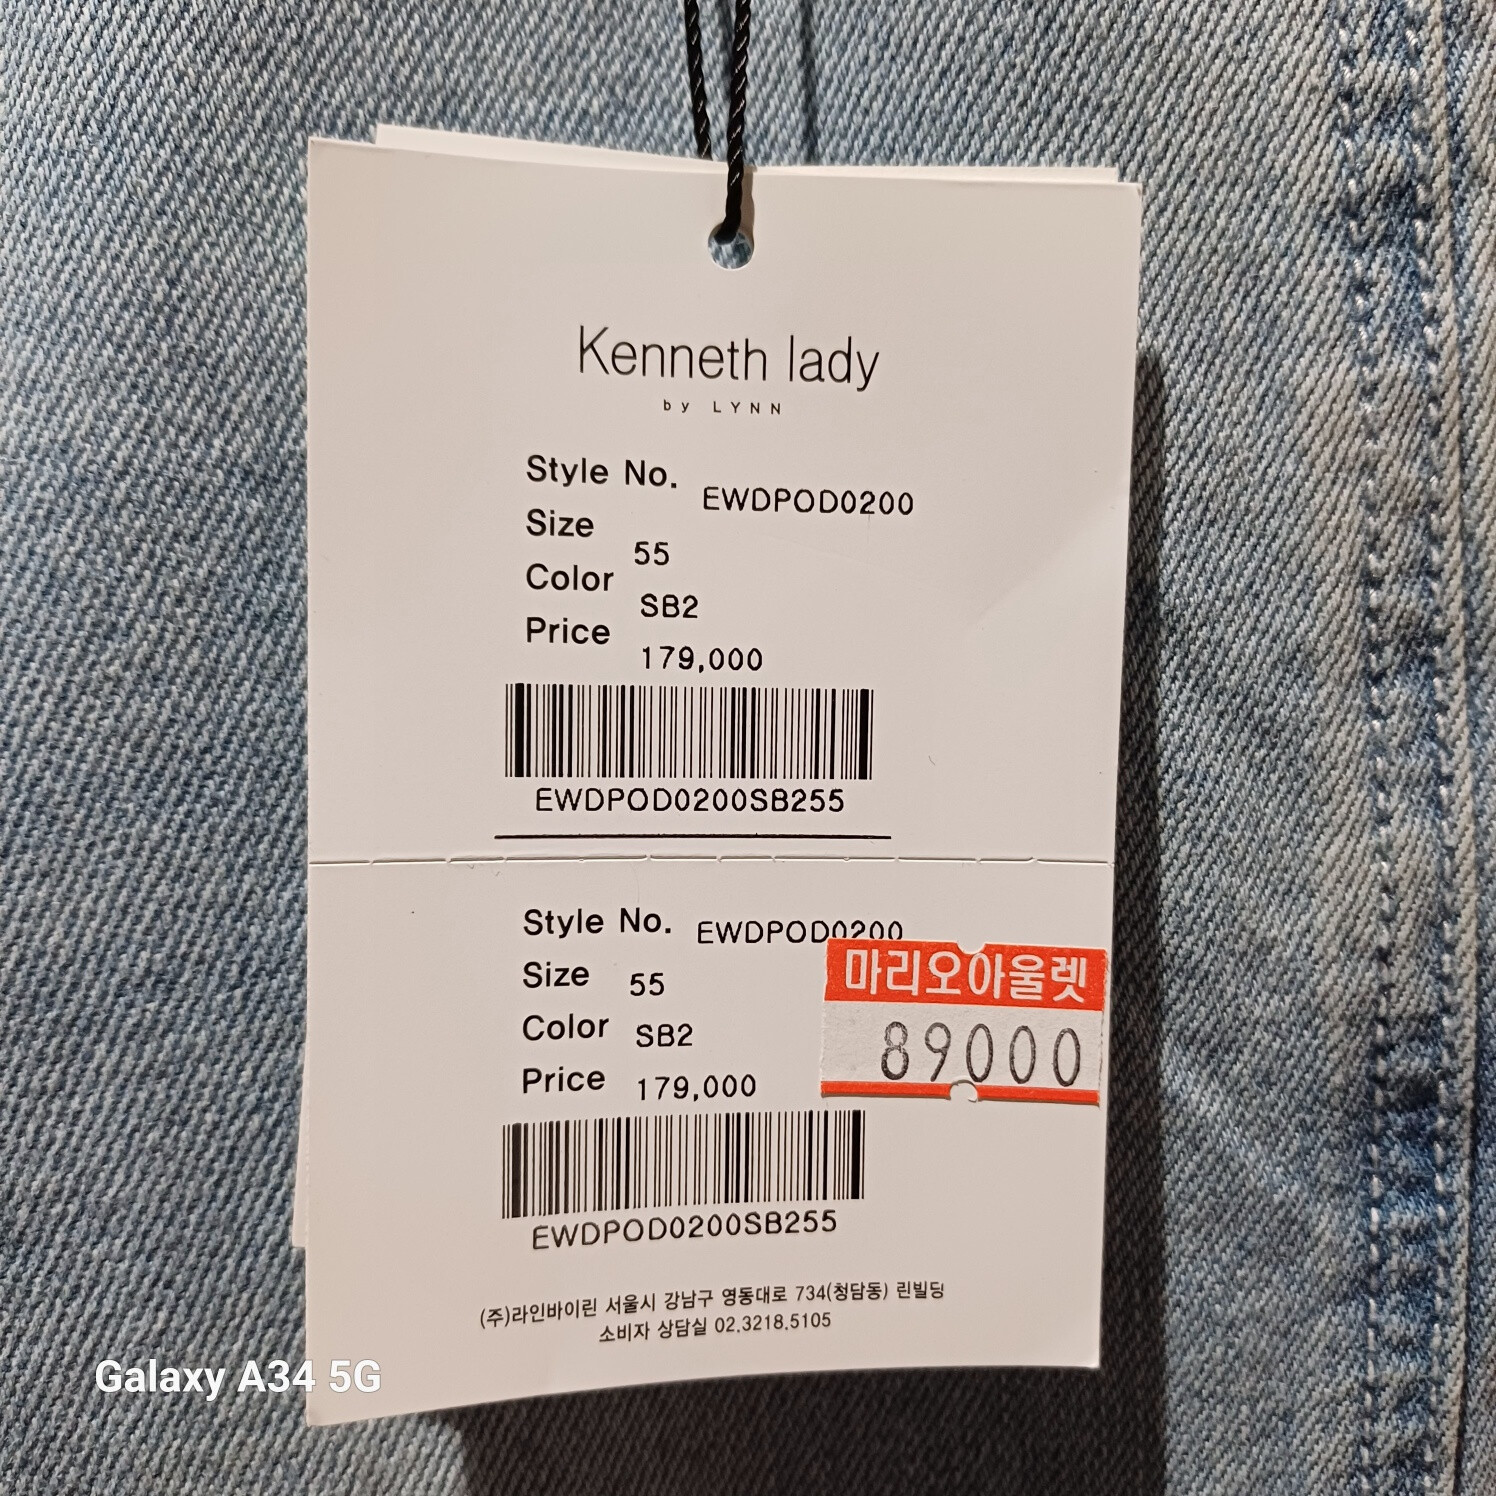 Kenneth lady
by LYNN
Style No. EWDPOD0200
Size 55
Color SB2
Price 179,000
EWDPOD0200SB255
Style No. EWDPOD0200
Size 55
Color SB2
Price 179,000
마리오아울렛
89000
EWDPOD0200SB255
(주)라인바이린 서울시 강남구 영동대로 734(청담동) 린빌딩
소비자 상담실 02.3218.5105
Galaxy A34 5G